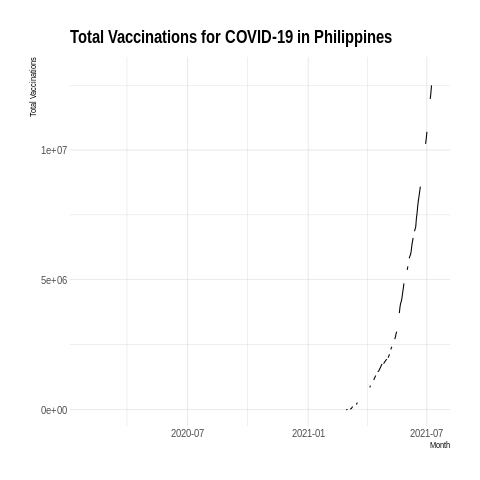 Total Vaccinations for COVID-19 in Philippines
Total Vaccinations
1e+07
5e+06
0e+00
2020-07
2021-01
2021-07
Month